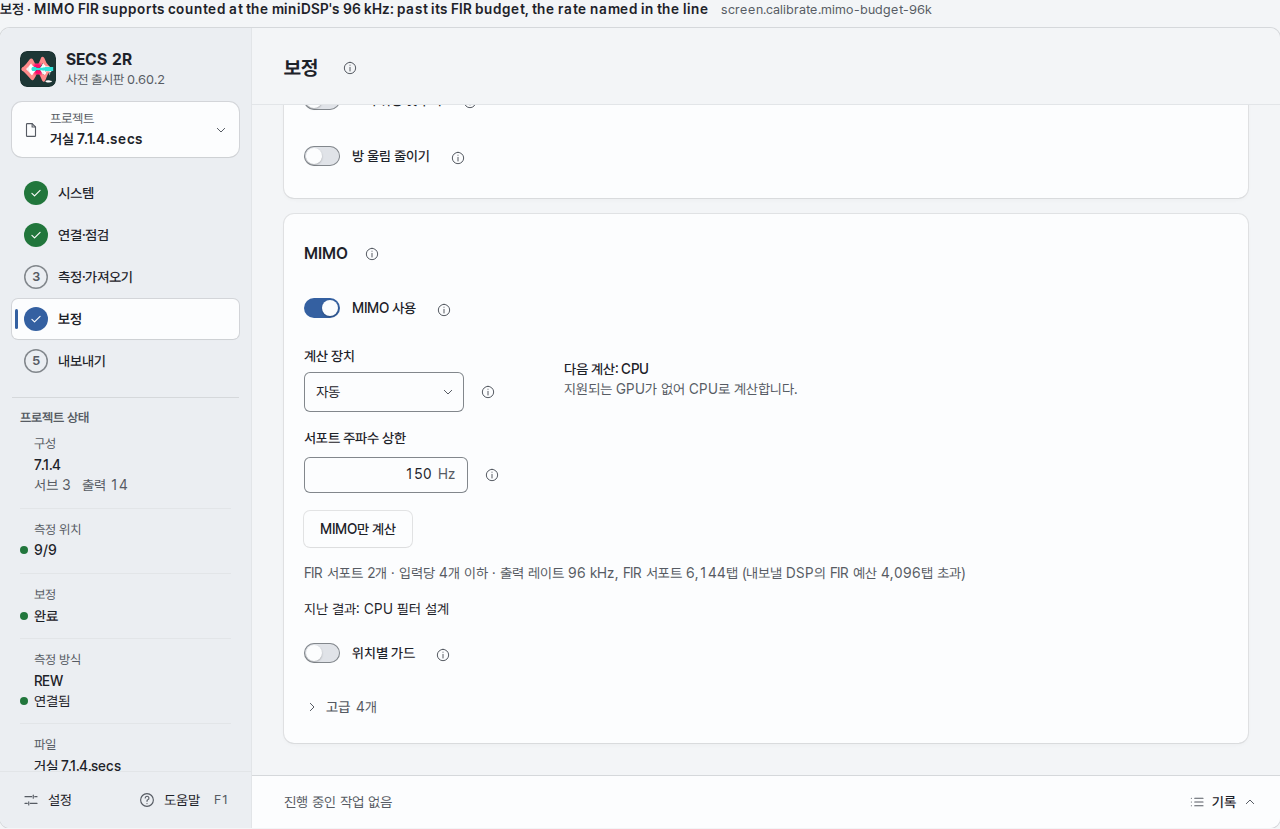 보정 · MIMO FIR supports counted at the miniDSP's 96 kHz: past its FIR budget, the rate named in the line screen.calibrate.mimo-budget-96k
SECS 2R
사전 출시판 0.60.2
프로젝트
거실 7.1.4.secs
시스템
연결·점검
3 측정·가져오기
보정
5 내보내기
프로젝트 상태
구성
7.1.4
서브 3 출력 14
측정 위치
9/9
보정
완료
측정 방식
REW
연결됨
파일
거실 7.1.4.secs
설정
도움말 F1
보정
방 울림 줄이기
MIMO
MIMO 사용
계산 장치
자동
다음 계산: CPU
지원되는 GPU가 없어 CPU로 계산합니다.
서포트 주파수 상한
150 Hz
MIMO만 계산
FIR 서포트 2개 · 입력당 4개 이하 · 출력 레이트 96 kHz, FIR 서포트 6,144탭 (내보낼 DSP의 FIR 예산 4,096탭 초과)
지난 결과: CPU 필터 설계
위치별 가드
고급 4개
진행 중인 작업 없음
기록